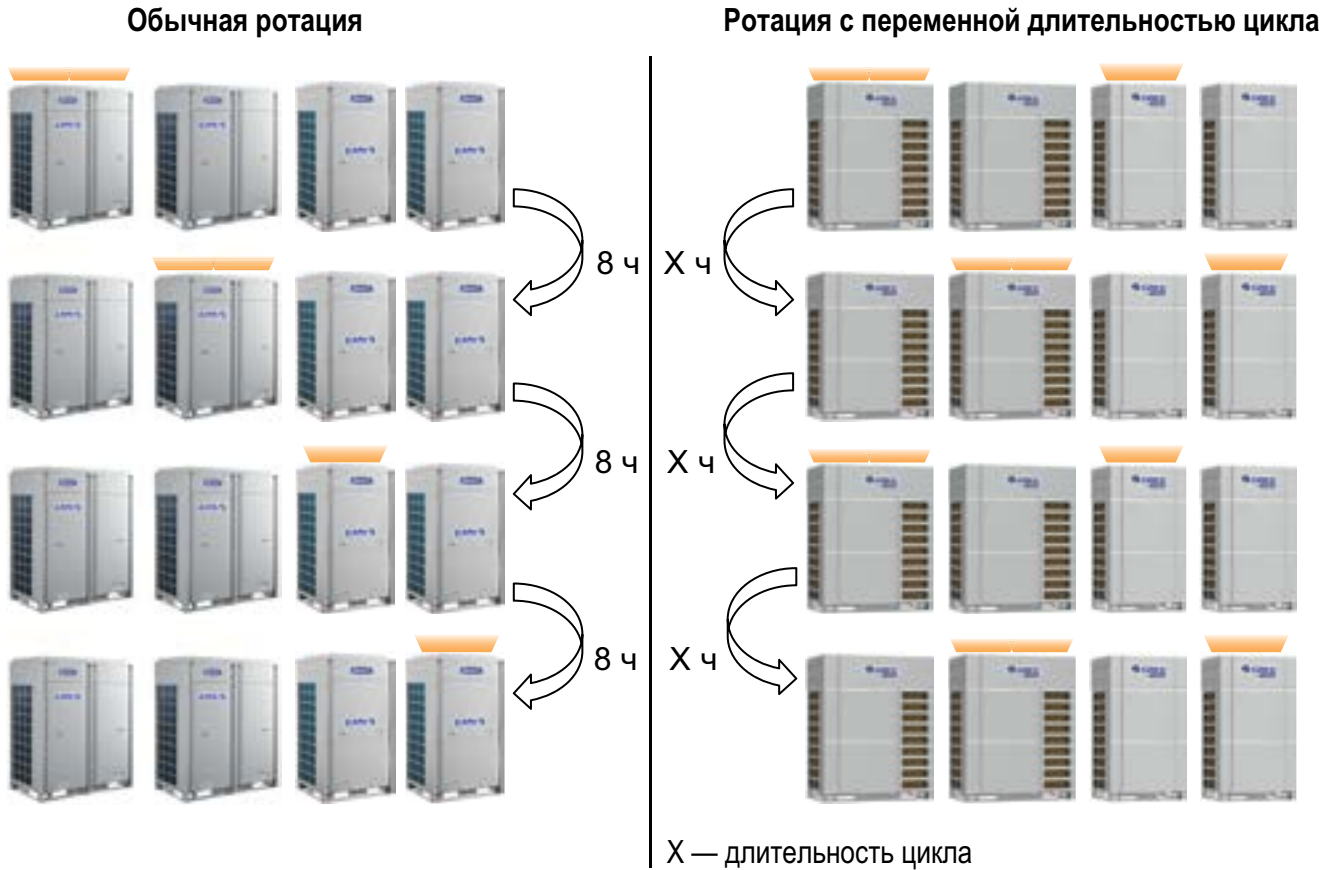 Обычная ротация
Ротация с переменной длительностью цикла
8 ч
X ч
8 ч
X ч
8 ч
X ч
X — длительность цикла